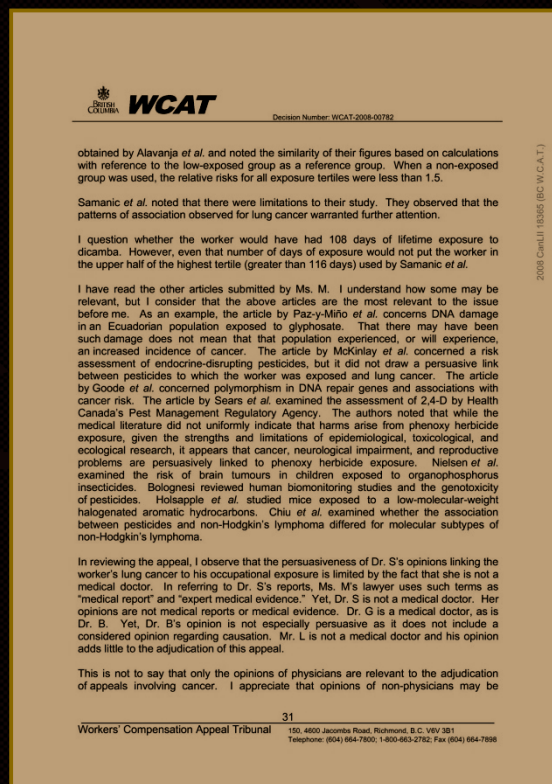 BRITISH
COLUMBIA
WCAT
Decision Number: WCAT-2008-00782
obtained by Alavanja et al. and noted the similarity of their figures based on calculations
with reference to the low-exposed group as a reference group. When a non-exposed
group was used, the relative risks for all exposure tertiles were less than 1.5.
Samanic et al. noted that there were limitations to their study. They observed that the
patterns of association observed for lung cancer warranted further attention.
I question whether the worker would have had 108 days of lifetime exposure to
dicamba. However, even that number of days of exposure would not put the worker in
the upper half of the highest tertile (greater than 116 days) used by Samanic et al.
I have read the other articles submitted by Ms. M. I understand how some may be
relevant, but I consider that the above articles are the most relevant to the issue
before me. As an example, the article by Paz-y-Miño et al. concerns DNA damage
in an Ecuadorian population exposed to glyphosate. That there may have been
such damage does not mean that that population experienced, or will experience,
an increased incidence of cancer. The article by McKinlay et al. concerned a risk
assessment of endocrine-disrupting pesticides, but it did not draw a persuasive link
between pesticides to which the worker was exposed and lung cancer. The article
by Goode et al. concerned polymorphism in DNA repair genes and associations with
cancer risk. The article by Sears et al. examined the assessment of 2,4-D by Health
Canada's Pest Management Regulatory Agency. The authors noted that while the
medical literature did not uniformly indicate that harms arise from phenoxy herbicide
exposure, given the strengths and limitations of epidemiological, toxicological, and
ecological research, it appears that cancer, neurological impairment, and reproductive
problems are persuasively linked to phenoxy herbicide exposure. Nielsen et al.
examined the risk of brain tumours in children exposed to organophosphorus
insecticides. Bolognesi reviewed human biomonitoring studies and the genotoxicity
of pesticides. Holsapple et al. studied mice exposed to a low-molecular-weight
halogenated aromatic hydrocarbons. Chiu et al. examined whether the association
between pesticides and non-Hodgkin's lymphoma differed for molecular subtypes of
non-Hodgkin's lymphoma.
In reviewing the appeal, I observe that the persuasiveness of Dr. S's opinions linking the
worker's lung cancer to his occupational exposure is limited by the fact that she is not a
medical doctor. In referring to Dr. S's reports, Ms. M's lawyer uses such terms as
"medical report" and "expert medical evidence." Yet, Dr. S is not a medical doctor. Her
opinions are not medical reports or medical evidence. Dr. G is a medical doctor, as is
Dr. B. Yet, Dr. B's opinion is not especially persuasive as it does not include a
considered opinion regarding causation. Mr. L is not a medical doctor and his opinion
adds little to the adjudication of this appeal.
This is not to say that only the opinions of physicians are relevant to the adjudication
of appeals involving cancer. I appreciate that opinions of non-physicians may be
31
Workers' Compensation Appeal Tribunal
150, 4600 Jacombs Road, Richmond, B.C. V6V 3B1
Telephone: (604) 664-7800; 1-800-663-2782; Fax (604) 664-7898
2008 CanLII 18365 (BC W.C.A.T.)